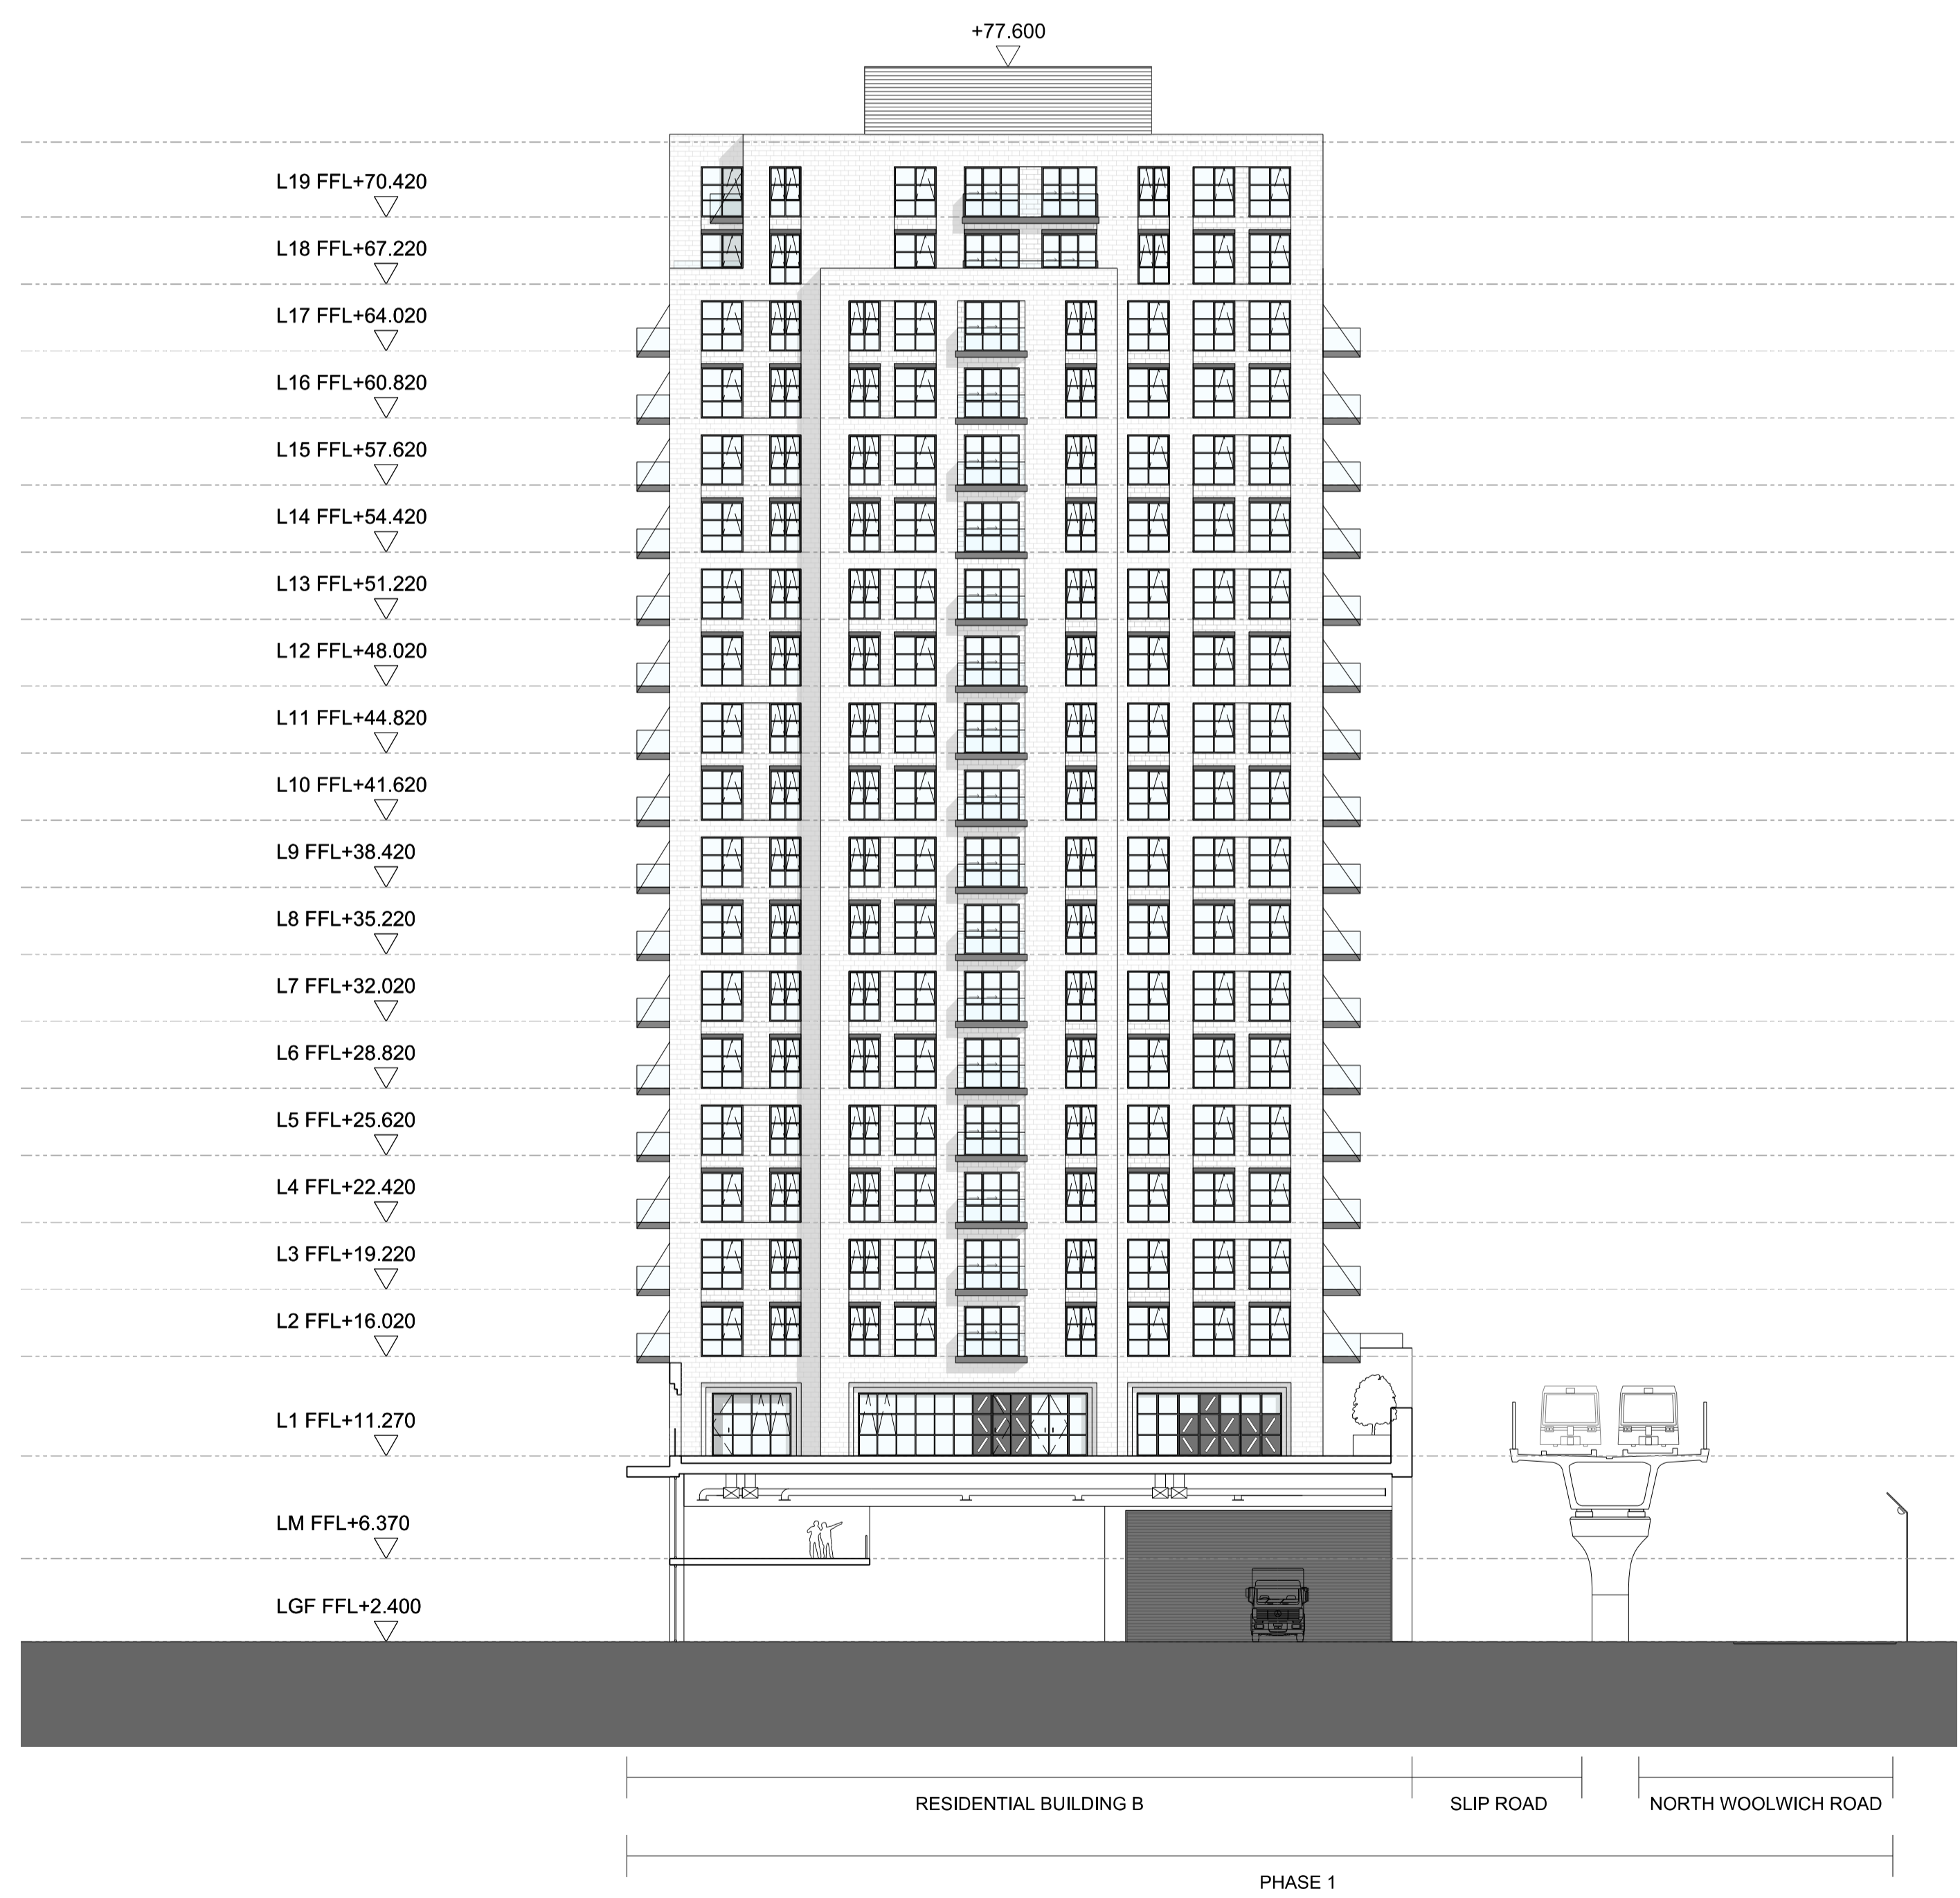 +77.600
L19 FFL+70.420
L18 FFL+67.220
L17 FFL+64.020
L16 FFL+60.820
L15 FFL+57.620
L14 FFL+54.420
L13 FFL+51.220
L12 FFL+48.020
L11 FFL+44.820
L10 FFL+41.620
L9 FFL+38.420
L8 FFL+35.220
L7 FFL+32.020
L6 FFL+28.820
L5 FFL+25.620
L4 FFL+22.420
L3 FFL+19.220
L2 FFL+16.020
L1 FFL+11.270
LM FFL+6.370
LGF FFL+2.400
RESIDENTIAL BUILDING B
SLIP ROAD
NORTH WOOLWICH ROAD
PHASE 1